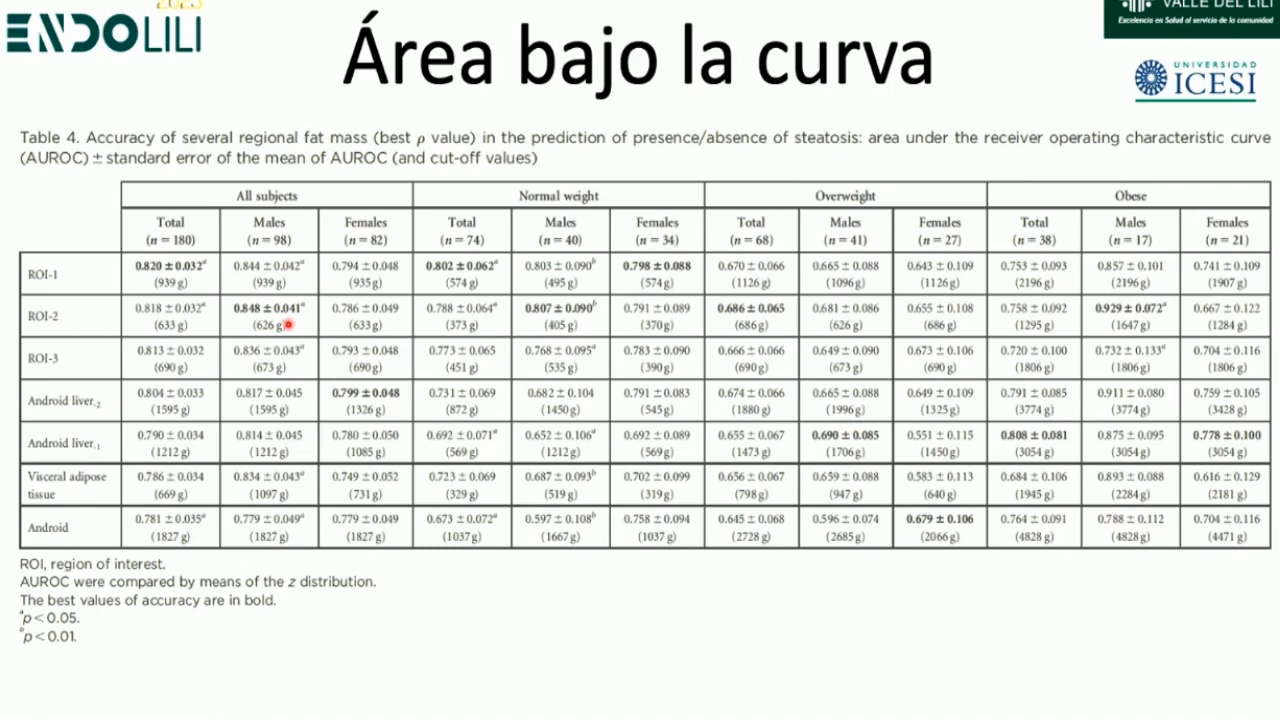 2023
ENDOLILI
Área bajo la curva
VALLE DEL LILI
Excelencia en Salud al servicio de la comunidad
UNIVERSIDAD
ICESI
Table 4. Accuracy of several regional fat mass (best ρ value) in the prediction of presence/absence of steatosis: area under the receiver operating characteristic curve
(AUROC) ± standard error of the mean of AUROC (and cut-off values)
All subjects Normal weight Overweight Obese
Total Males Females Total Males Females Total Males Females Total Males Females
(n = 180) (n = 98) (n = 82) (n = 74) (n = 40) (n = 34) (n = 68) (n = 41) (n = 27) (n = 38) (n = 17) (n = 21)
ROI-1 0.820 ± 0.032ᵃ 0.844 ± 0.042ᵃ 0.794 ± 0.048 0.802 ± 0.062ᵃ 0.803 ± 0.090ᵇ 0.798 ± 0.088 0.670 ± 0.066 0.665 ± 0.088 0.643 ± 0.109 0.753 ± 0.093 0.857 ± 0.101 0.741 ± 0.109
(939 g) (939 g) (935 g) (574 g) (495 g) (574 g) (1126 g) (1096 g) (1126 g) (2196 g) (2196 g) (1907 g)
ROI-2 0.818 ± 0.032ᵃ 0.848 ± 0.041ᵃ 0.786 ± 0.049 0.788 ± 0.064ᵃ 0.807 ± 0.090ᵇ 0.791 ± 0.089 0.686 ± 0.065 0.681 ± 0.086 0.655 ± 0.108 0.758 ± 0.092 0.929 ± 0.072ᵃ 0.667 ± 0.122
(633 g) (626 g) (633 g) (373 g) (405 g) (370 g) (686 g) (626 g) (686 g) (1295 g) (1647 g) (1284 g)
ROI-3 0.813 ± 0.032 0.836 ± 0.043ᵃ 0.793 ± 0.048 0.773 ± 0.065 0.768 ± 0.095ᵃ 0.783 ± 0.090 0.666 ± 0.066 0.649 ± 0.090 0.673 ± 0.106 0.720 ± 0.100 0.732 ± 0.133ᵃ 0.704 ± 0.116
(690 g) (673 g) (690 g) (451 g) (535 g) (390 g) (690 g) (673 g) (690 g) (1806 g) (1806 g) (1806 g)
Android liver₋₂ 0.804 ± 0.033 0.817 ± 0.045 0.799 ± 0.048 0.731 ± 0.069 0.682 ± 0.104 0.791 ± 0.083 0.674 ± 0.066 0.665 ± 0.088 0.649 ± 0.109 0.791 ± 0.085 0.911 ± 0.080 0.759 ± 0.105
(1595 g) (1595 g) (1326 g) (872 g) (1450 g) (545 g) (1880 g) (1996 g) (1325 g) (3774 g) (3774 g) (3428 g)
Android liver₋₁ 0.790 ± 0.034 0.814 ± 0.045 0.780 ± 0.050 0.692 ± 0.071ᵃ 0.652 ± 0.106ᵃ 0.692 ± 0.089 0.655 ± 0.067 0.690 ± 0.085 0.551 ± 0.115 0.808 ± 0.081 0.875 ± 0.095 0.778 ± 0.100
(1212 g) (1212 g) (1085 g) (569 g) (1212 g) (569 g) (1473 g) (1706 g) (1450 g) (3054 g) (3054 g) (3054 g)
Visceral adipose 0.786 ± 0.034 0.834 ± 0.043ᵃ 0.749 ± 0.052 0.723 ± 0.069 0.687 ± 0.093ᵇ 0.702 ± 0.099 0.656 ± 0.067 0.659 ± 0.088 0.583 ± 0.113 0.684 ± 0.106 0.893 ± 0.088 0.616 ± 0.129
tissue (669 g) (1097 g) (731 g) (329 g) (519 g) (319 g) (798 g) (947 g) (640 g) (1945 g) (2284 g) (2181 g)
Android 0.781 ± 0.035ᵃ 0.779 ± 0.049ᵃ 0.779 ± 0.049 0.673 ± 0.072ᵃ 0.597 ± 0.108ᵇ 0.758 ± 0.094 0.645 ± 0.068 0.596 ± 0.074 0.679 ± 0.106 0.764 ± 0.091 0.788 ± 0.112 0.704 ± 0.116
(1827 g) (1827 g) (1827 g) (1037 g) (1667 g) (1037 g) (2728 g) (2685 g) (2066 g) (4828 g) (4828 g) (4471 g)
ROI, region of interest.
AUROC were compared by means of the z distribution.
The best values of accuracy are in bold.
ᵃp < 0.05.
ᵇp < 0.01.